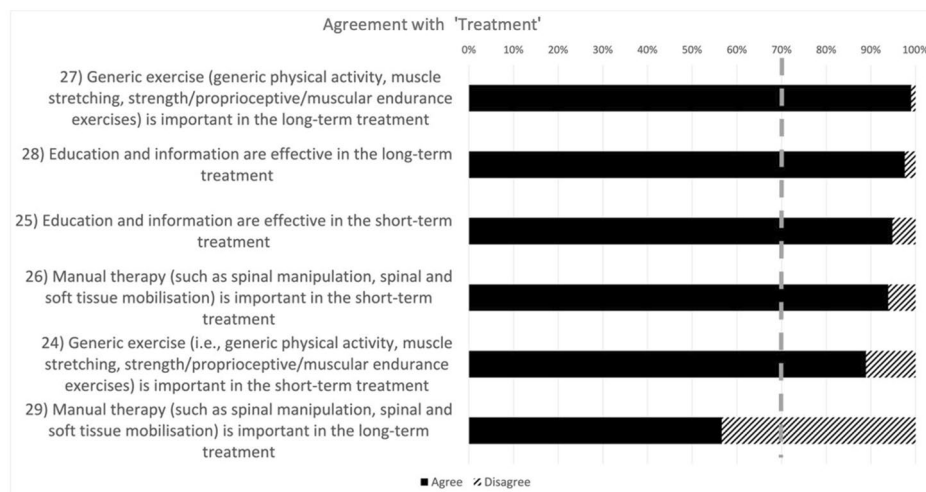 Agreement with 'Treatment'
0% 10% 20% 30% 40% 50% 60% 70% 80% 90% 100%
27) Generic exercise (generic physical activity, muscle
stretching, strength/proprioceptive/muscular endurance
exercises) is important in the long-term treatment
28) Education and information are effective in the long-term
treatment
25) Education and information are effective in the short-term
treatment
26) Manual therapy (such as spinal manipulation, spinal and
soft tissue mobilisation) is important in the short-term
treatment
24) Generic exercise (i.e., generic physical activity, muscle
stretching, strength/proprioceptive/muscular endurance
exercises) is important in the short-term treatment
29) Manual therapy (such as spinal manipulation, spinal and
soft tissue mobilisation) is important in the long-term
treatment
Agree Disagree